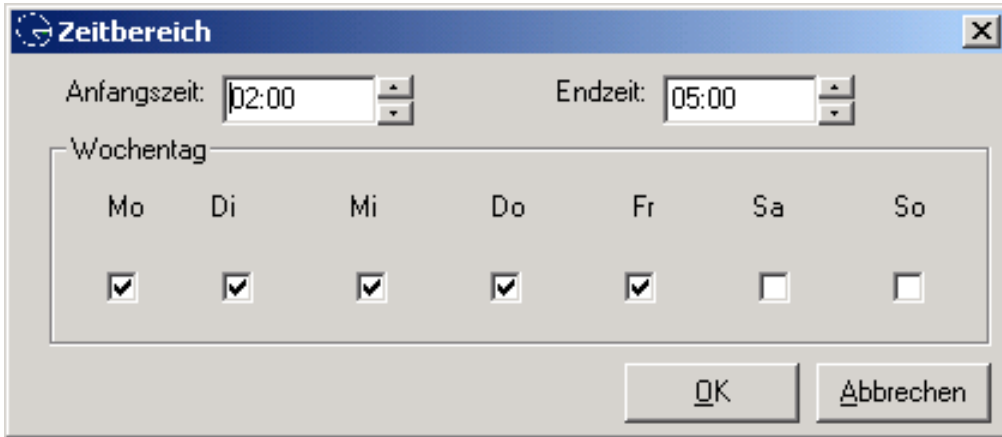 Zeitbereich
Anfangszeit: 02:00 Endzeit: 05:00
Wochentag
Mo Di Mi Do Fr Sa So
OK Abbrechen